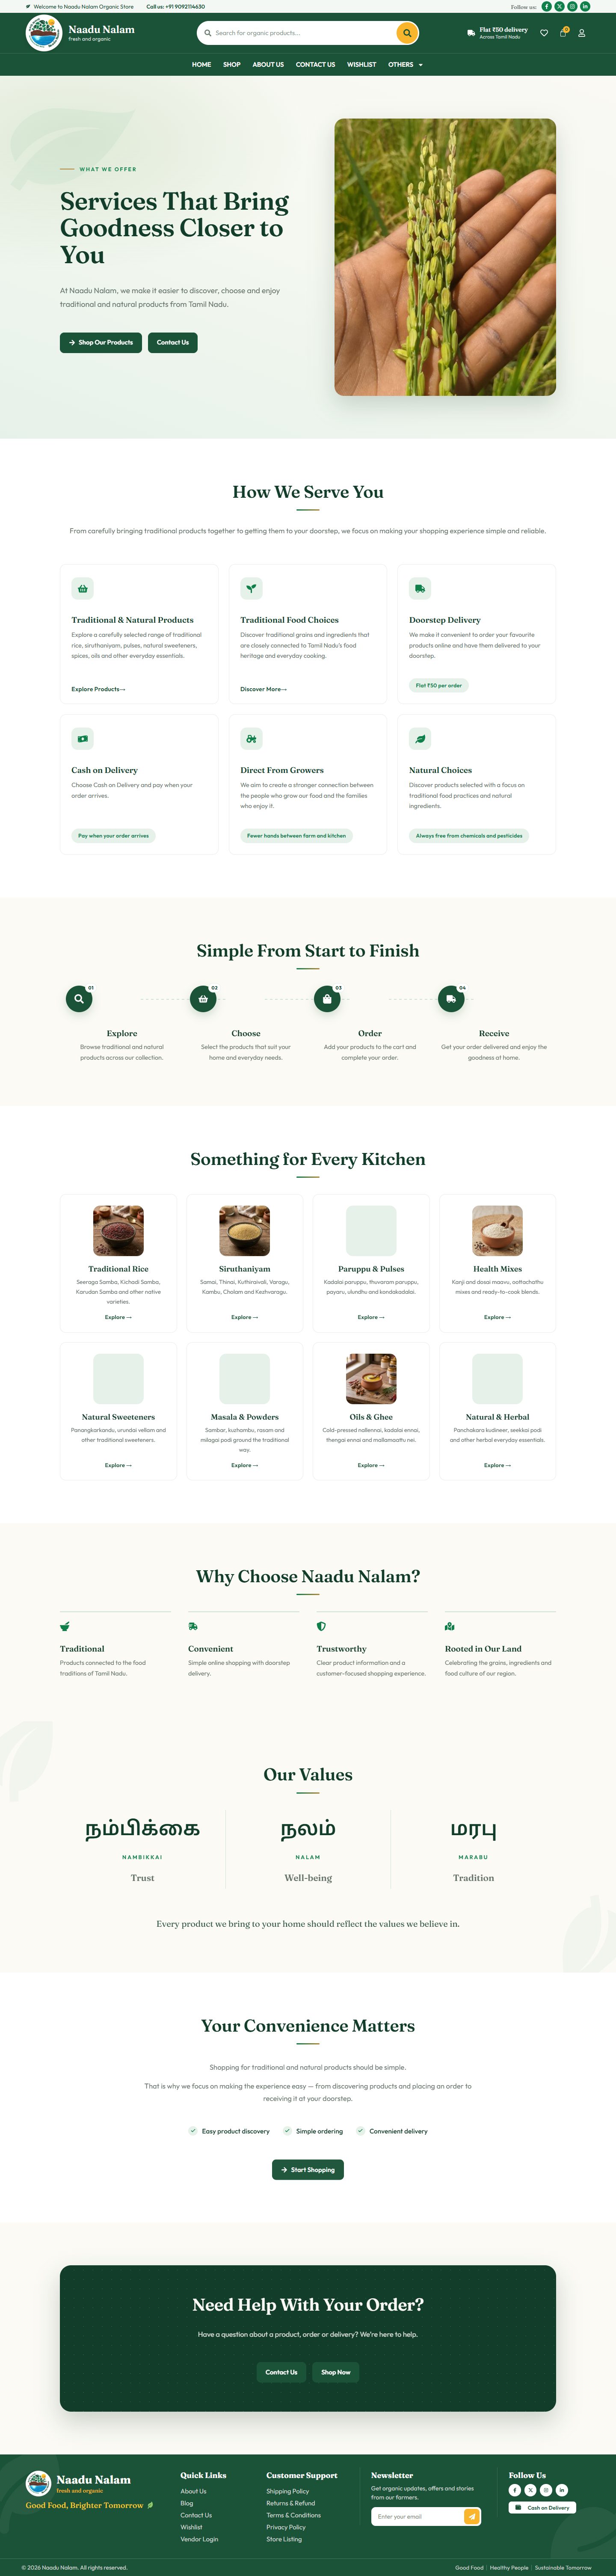 Welcome to Naadu Nalam Organic Store
Call us: +91 9092114630
Follow us:
Naadu Nalam
fresh and organic
Search for organic products...
Flat ₹50 delivery
Across Tamil Nadu
0
HOME
SHOP
ABOUT US
CONTACT US
WISHLIST
OTHERS
WHAT WE OFFER
Services That Bring
Goodness Closer to
You
At Naadu Nalam, we make it easier to discover, choose and enjoy
traditional and natural products from Tamil Nadu.
Shop Our Products
Contact Us
How We Serve You
From carefully bringing traditional products together to getting them to your doorstep, we focus on making your shopping experience simple and reliable.
Traditional & Natural Products
Explore a carefully selected range of traditional
rice, siruthaniyam, pulses, natural sweeteners,
spices, oils and other everyday essentials.
Explore Products→
Traditional Food Choices
Discover traditional grains and ingredients that
are closely connected to Tamil Nadu's food
heritage and everyday cooking.
Discover More→
Doorstep Delivery
We make it convenient to order your favourite
products online and have them delivered to your
doorstep.
Flat ₹50 per order
Cash on Delivery
Choose Cash on Delivery and pay when your
order arrives.
Pay when your order arrives
Direct From Growers
We aim to create a stronger connection between
the people who grow our food and the families
who enjoy it.
Fewer hands between farm and kitchen
Natural Choices
Discover products selected with a focus on
traditional food practices and natural
ingredients.
Always free from chemicals and pesticides
Simple From Start to Finish
01
Explore
Browse traditional and natural
products across our collection.
02
Choose
Select the products that suit your
home and everyday needs.
03
Order
Add your products to the cart and
complete your order.
04
Receive
Get your order delivered and enjoy the
goodness at home.
Something for Every Kitchen
Traditional Rice
Seeraga Samba, Kichadi Samba,
Karudan Samba and other native
varieties.
Explore →
Siruthaniyam
Samai, Thinai, Kuthiraivali, Varagu,
Kambu, Cholam and Kezhvaragu.
Explore →
Paruppu & Pulses
Kadalai paruppu, thuvaram paruppu,
payaru, ulundhu and kondakadalai.
Explore →
Health Mixes
Kanji and dosai maavu, oottachathu
mixes and ready-to-cook blends.
Explore →
Natural Sweeteners
Panangkarkandu, urundai vellam and
other traditional sweeteners.
Explore →
Masala & Powders
Sambar, kuzhambu, rasam and
milagai podi ground the traditional
way.
Explore →
Oils & Ghee
Cold-pressed nallennai, kadalai ennai,
thengai ennai and mattamaattu nei.
Explore →
Natural & Herbal
Panchakara kudineer, seekkai podi
and other herbal everyday essentials.
Explore →
Why Choose Naadu Nalam?
Traditional
Products connected to the food
traditions of Tamil Nadu.
Convenient
Simple online shopping with doorstep
delivery.
Trustworthy
Clear product information and a
customer-focused shopping experience.
Rooted in Our Land
Celebrating the grains, ingredients and
food culture of our region.
Our Values
நம்பிக்கை
NAMBIKKAI
Trust
நலம்
NALAM
Well-being
மரபு
MARABU
Tradition
Every product we bring to your home should reflect the values we believe in.
Your Convenience Matters
Shopping for traditional and natural products should be simple.
That is why we focus on making the experience easy — from discovering products and placing an order to
receiving it at your doorstep.
Easy product discovery
Simple ordering
Convenient delivery
Start Shopping
Need Help With Your Order?
Have a question about a product, order or delivery? We're here to help.
Contact Us
Shop Now
Naadu Nalam
fresh and organic
Good Food, Brighter Tomorrow
Quick Links
About Us
Blog
Contact Us
Wishlist
Vendor Login
Customer Support
Shipping Policy
Returns & Refund
Terms & Conditions
Privacy Policy
Store Listing
Newsletter
Get organic updates, offers and stories
from our farmers.
Enter your email
Follow Us
Cash on Delivery
© 2026 Naadu Nalam. All rights reserved.
Good Food | Healthy People | Sustainable Tomorrow